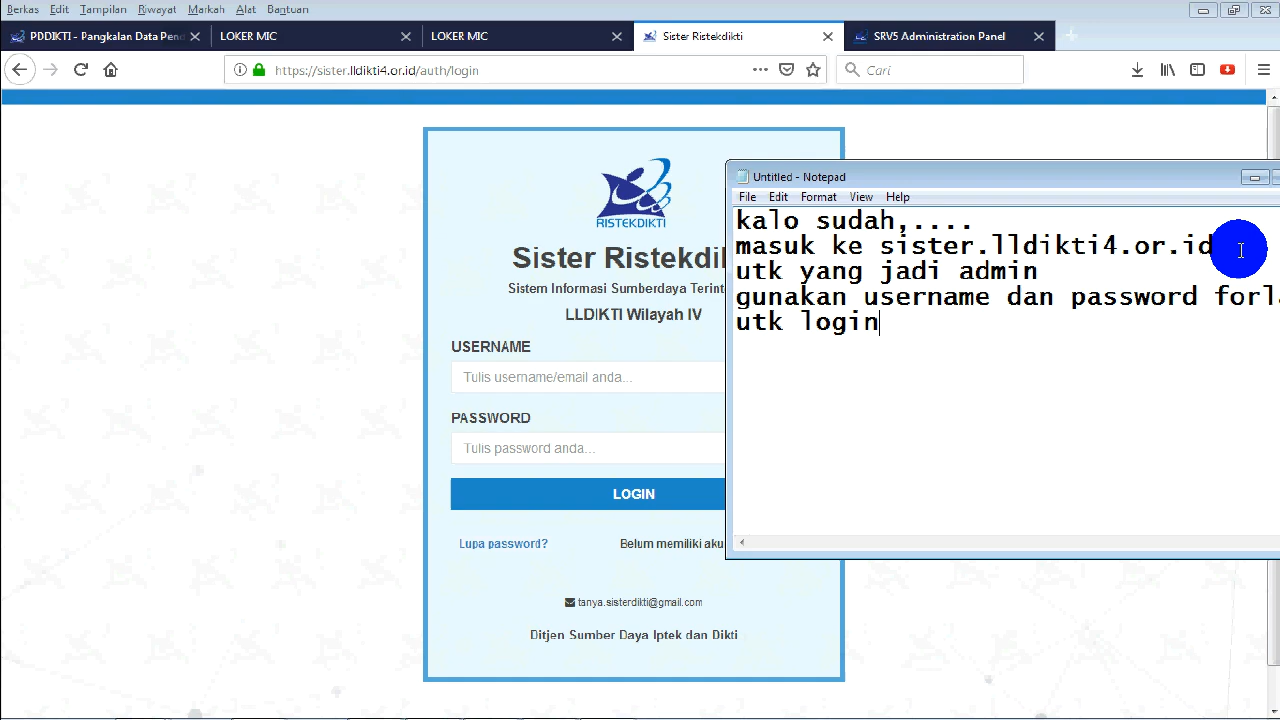 Berkas Edit Tampilan Riwayat Markah Alat Bantuan
PDDIKTI - Pangkalan Data Pen
LOKER MIC
LOKER MIC
Sister Ristekdikti
SRV5 Administration Panel
https://sister.lldikti4.or.id/auth/login
Cari
RISTEKDIKTI
Sister Ristekdi
Sistem Informasi Sumberdaya Terint
LLDIKTI Wilayah IV
USERNAME
Tulis username/email anda...
PASSWORD
Tulis password anda...
LOGIN
Lupa password?
Belum memiliki aku
tanya.sisterdikti@gmail.com
Ditjen Sumber Daya Iptek dan Dikti
Untitled - Notepad
File Edit Format View Help
kalo sudah,....
masuk ke sister.lldikti4.or.id
utk yang jadi admin
gunakan username dan password forl
utk login